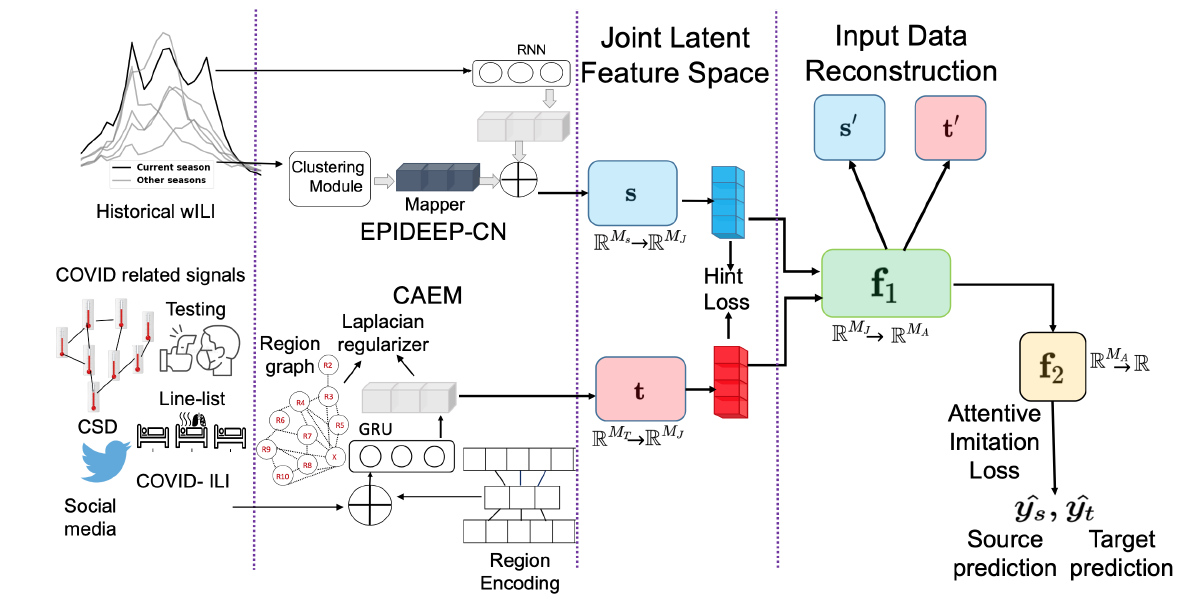 Current season
Other seasons
Historical wILI
COVID related signals
Testing
Line-list
CSD
COVID- ILI
Social
media
RNN
Clustering
Module
Mapper
EPIDEEP-CN
CAEM
Laplacian
regularizer
Region
graph
R2
R3
R4
R5
R6
R7
R8
R9
R10
X
GRU
Region
Encoding
Joint Latent
Feature Space
s
ℝ^{M_s}→ℝ^{M_J}
Hint
Loss
t
ℝ^{M_T}→ℝ^{M_J}
Input Data
Reconstruction
s′
t′
f₁
ℝ^{M_J}→ ℝ^{M_A}
f₂
ℝ^{M_A}→ℝ
Attentive
Imitation
Loss
ŷₛ, ŷₜ
Source
prediction
Target
prediction